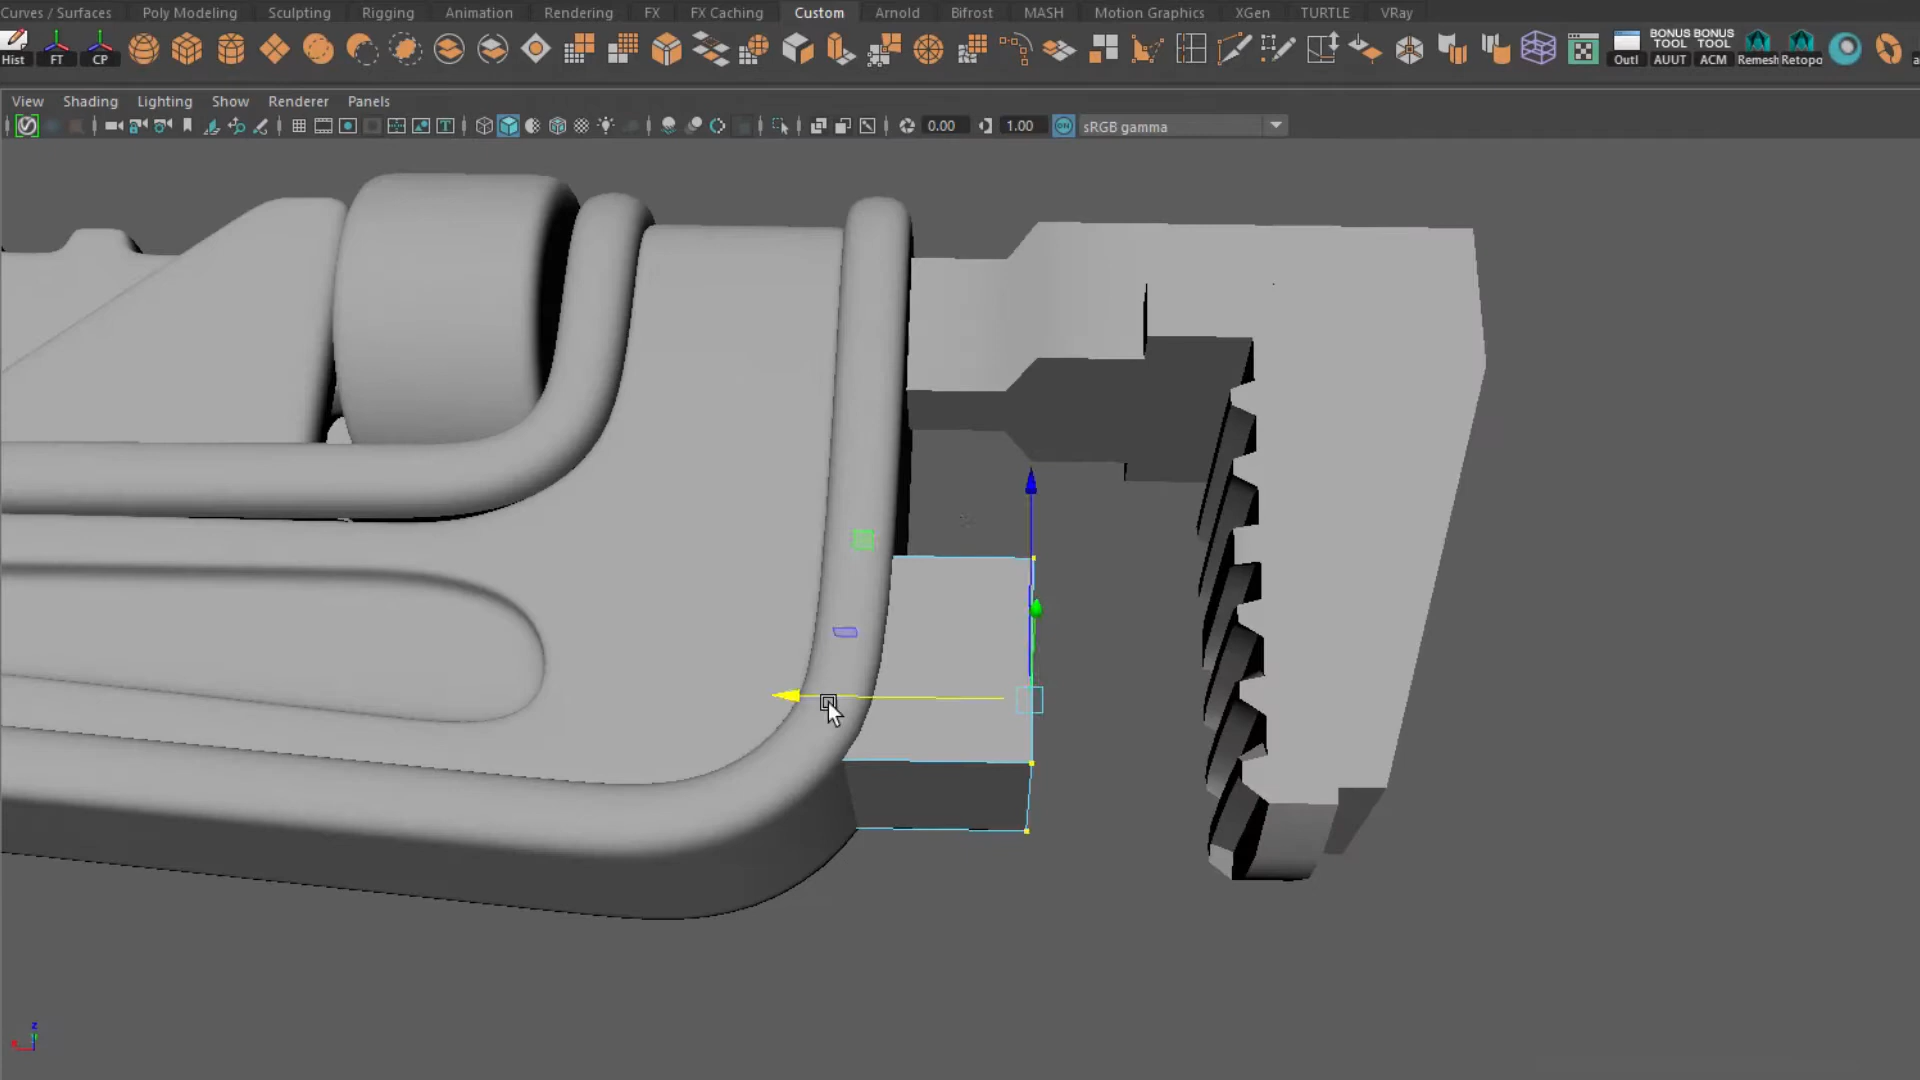 Curves / Surfaces Poly Modeling Sculpting Rigging Animation Rendering FX FX Caching Custom Arnold Bifrost MASH Motion Graphics XGen TURTLE VRay
BONUS BONUS
TOOL TOOL
Hist FT CP Outl AUUT ACM Remesh Retopo
View Shading Lighting Show Renderer Panels
0.00 1.00 ON sRGB gamma
z
x